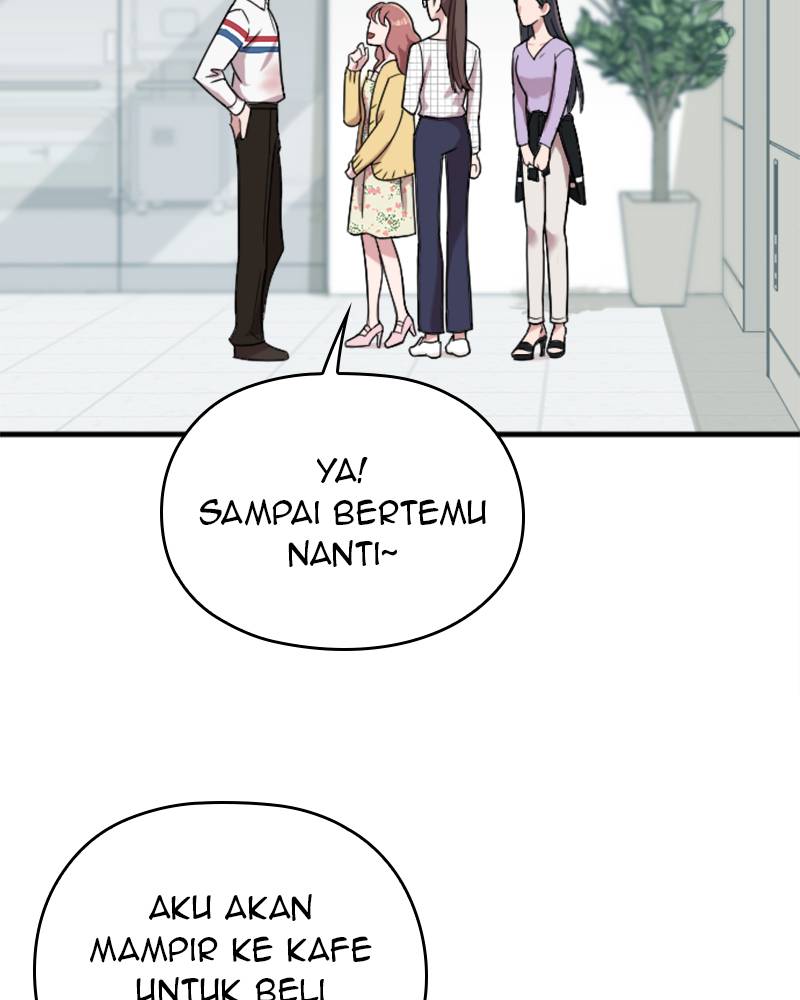 YA!
SAMPAI BERTEMU
NANTI~
AKU AKAN
MAMPIR KE KAFE
UNTUK BELI